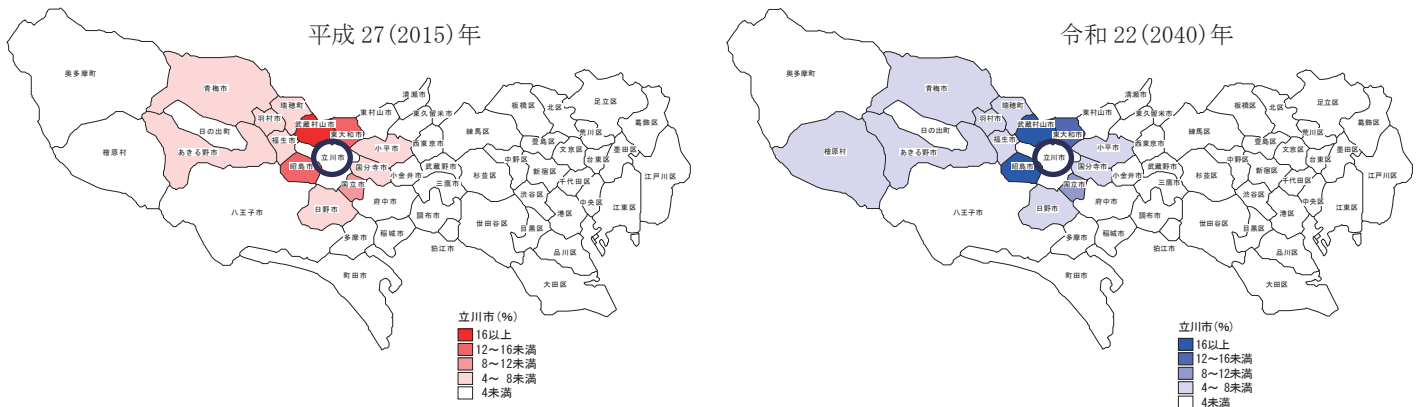 平成 27(2015)年
奥多摩町
青梅市
瑞穂町
羽村市
日の出町
福生市
あきる野市
檜原村
武蔵村山市
東大和市
東村山市
清瀬市
東久留米市
立川市
昭島市
小平市
西東京市
国分寺市
国立市
小金井市
武蔵野市
三鷹市
八王子市
日野市
府中市
調布市
多摩市
稲城市
狛江市
町田市
板橋区
北区
足立区
練馬区
豊島区
荒川区
葛飾区
文京区
台東区
墨田区
中野区
新宿区
杉並区
千代田区
江戸川区
渋谷区
中央区
港区
江東区
世田谷区
目黒区
品川区
大田区
立川市(%)
16以上
12～16未満
8～12未満
4～ 8未満
4未満
令和 22(2040)年
奥多摩町
青梅市
瑞穂町
羽村市
日の出町
福生市
あきる野市
檜原村
武蔵村山市
東大和市
東村山市
清瀬市
東久留米市
立川市
昭島市
小平市
西東京市
国分寺市
国立市
小金井市
武蔵野市
三鷹市
八王子市
日野市
府中市
調布市
多摩市
稲城市
狛江市
町田市
板橋区
北区
足立区
練馬区
豊島区
荒川区
葛飾区
文京区
台東区
墨田区
中野区
新宿区
杉並区
千代田区
江戸川区
渋谷区
中央区
港区
江東区
世田谷区
目黒区
品川区
大田区
立川市(%)
16以上
12～16未満
8～12未満
4～ 8未満
4未満